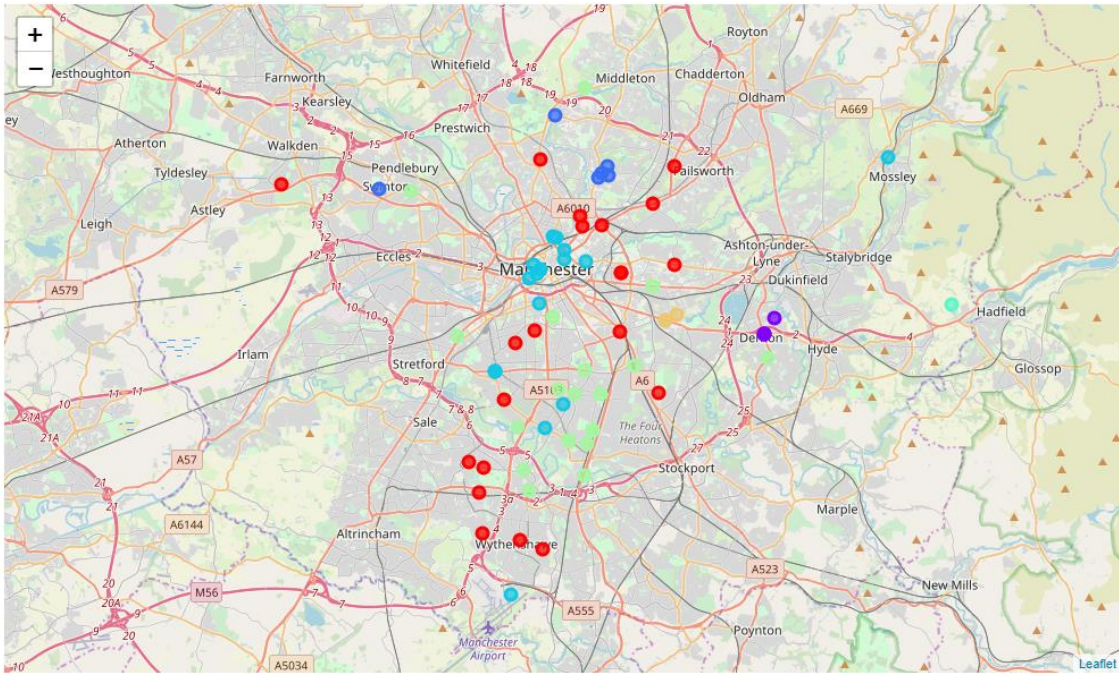 +
−
Royton
Whitefield
Middleton
Chadderton
Westhoughton
Farnworth
Oldham
Kearsley
A669
Prestwich
Atherton
Walkden
Pendlebury
Tyldesley
Failsworth
Mossley
Swinton
Astley
A6010
Leigh
Ashton-under-
Lyne
Stalybridge
Eccles
Manchester
Dukinfield
A579
Hadfield
Denton
Hyde
Irlam
Stretford
Glossop
A5103
A6
Sale
The Four
Heatons
A57
Stockport
Marple
A6144
Altrincham
Wythenshawe
A523
New Mills
M56
A555
Poynton
Manchester
Airport
A5034
Leaflet